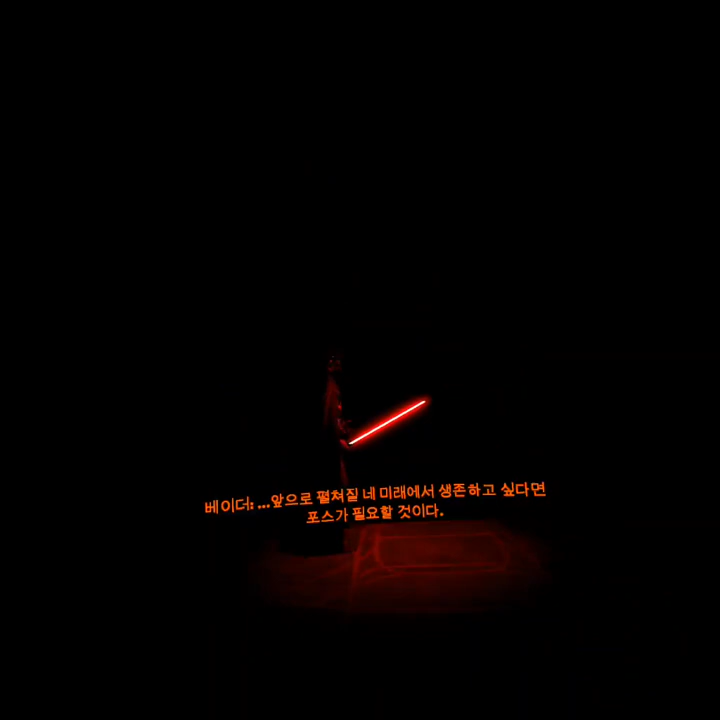 베이더: ...앞으로 펼쳐질 네 미래에서 생존하고 싶다면
포스가 필요할 것이다.